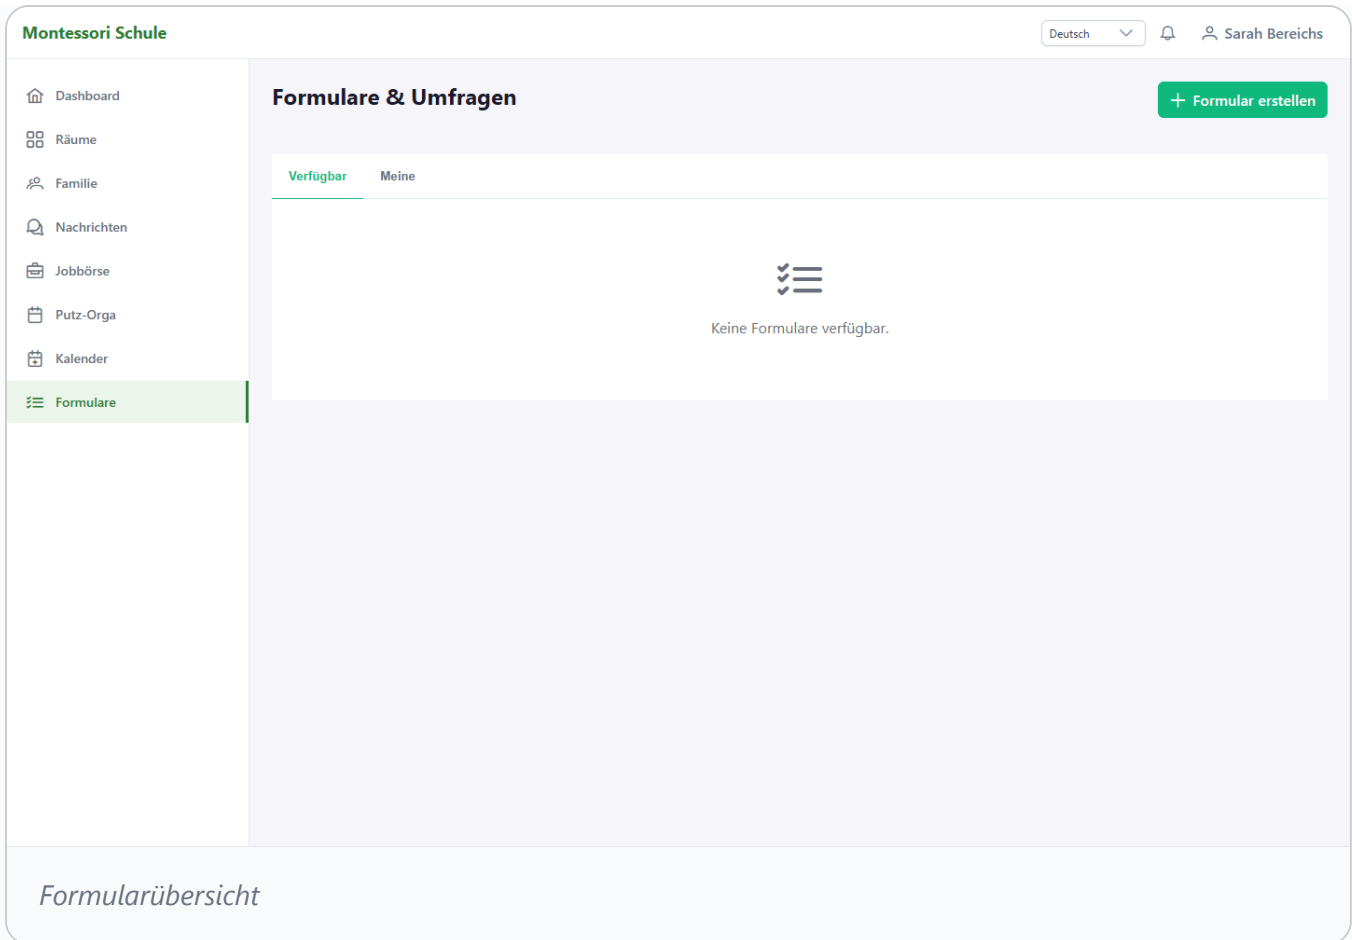 Montessori Schule
Deutsch
Sarah Bereichs
Dashboard
Räume
Familie
Nachrichten
Jobbörse
Putz-Orga
Kalender
Formulare
Formulare & Umfragen
Formular erstellen
Verfügbar
Meine
Keine Formulare verfügbar.
Formularübersicht